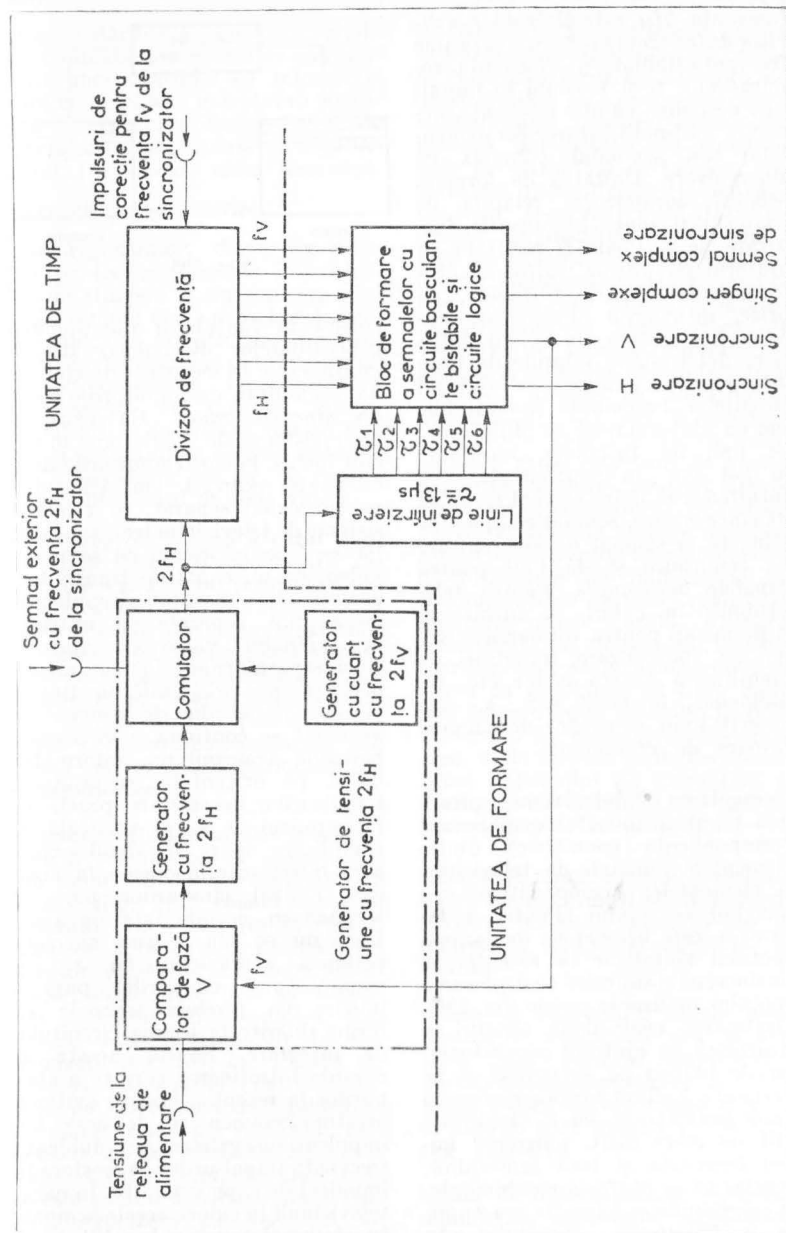 Semnal exterior
cu frecvența 2fH
de la sincronizator
UNITATEA DE TIMP
Impulsuri de
corecție pentru
frecvența fv de la
sincronizator
Tensiune de la
rețeaua de
alimentare
Compara-
tor de fază
V
Generator
cu frecven-
ța 2fH
Comutator
2fH
Divizor de frecvență
fV
Generator
cu cuarț
cu frecven-
ța 2fV
Generator de tensi-
une cu frecvența 2fH
fH
fV
UNITATEA DE FORMARE
Linie de întîrziere
τ = 13 μs
τ1
τ2
τ3
τ4
τ5
τ6
Bloc de formare
a semnalelor cu
circuite basculan-
te bistabile și
circuite logice
Sincronizare H
Sincronizare V
Stingeri complexe
Semnal complex
de sincronizare